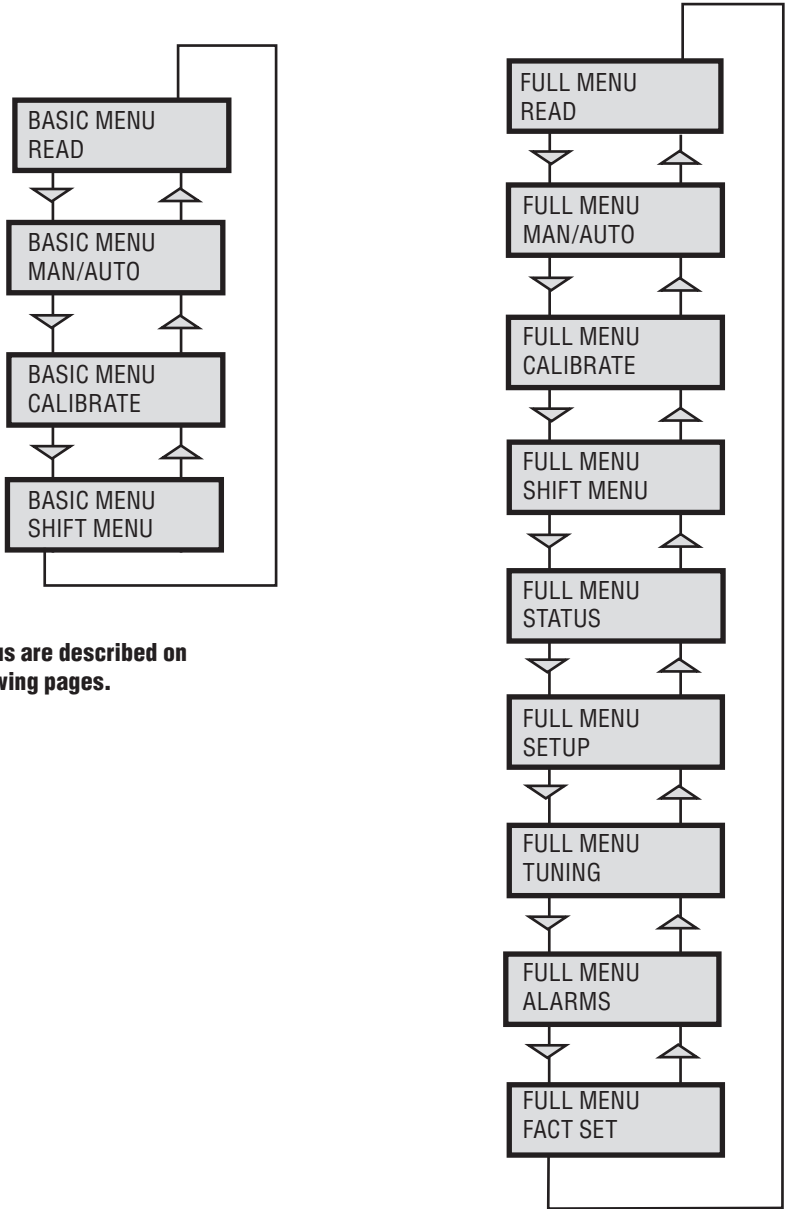 BASIC MENU
READ
BASIC MENU
MAN/AUTO
BASIC MENU
CALIBRATE
BASIC MENU
SHIFT MENU
are described on
pages.
FULL MENU
READ
FULL MENU
MAN/AUTO
FULL MENU
CALIBRATE
FULL MENU
SHIFT MENU
FULL MENU
STATUS
FULL MENU
SETUP
FULL MENU
TUNING
FULL MENU
ALARMS
FULL MENU
FACT SET